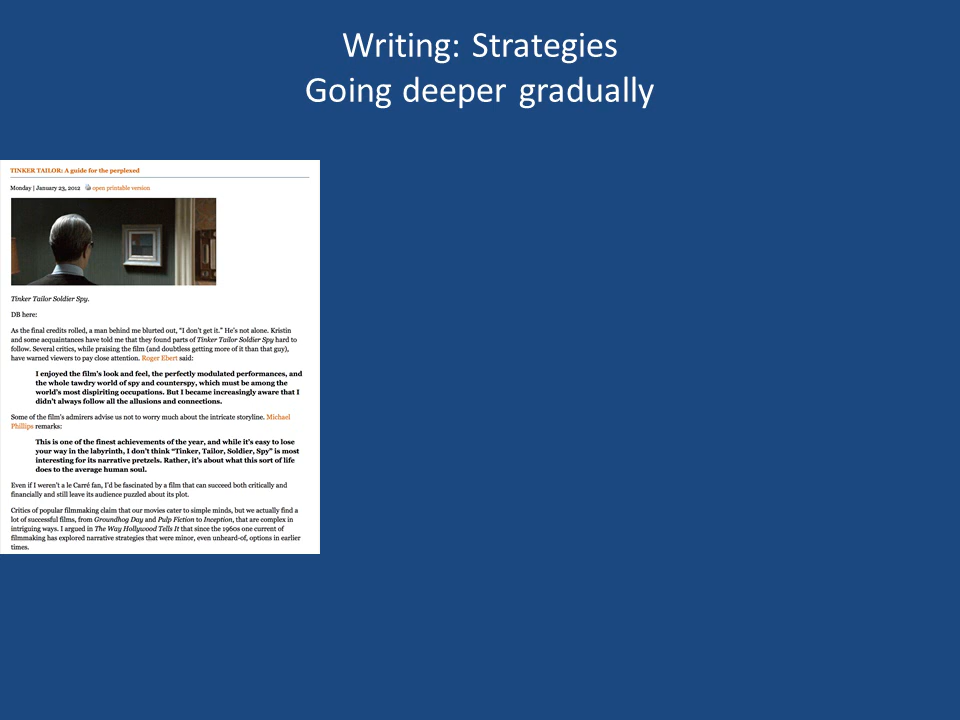 Writing: Strategies
Going deeper gradually
TINKER TAILOR: A guide for the perplexed
Monday | January 23, 2012 open printable version
Tinker Tailor Soldier Spy.
DB here:
As the final credits rolled, a man behind me blurted out, “I don’t get it.” He’s not alone. Kristin
and some acquaintances have told me that they found parts of Tinker Tailor Soldier Spy hard to
follow. Several critics, while praising the film (and doubtless getting more of it than that guy),
have warned viewers to pay close attention. Roger Ebert said:
I enjoyed the film’s look and feel, the perfectly modulated performances, and
the whole tawdry world of spy and counterspy, which must be among the
world’s most dispiriting occupations. But I became increasingly aware that I
didn’t always follow all the allusions and connections.
Some of the film’s admirers advise us not to worry much about the intricate storyline. Michael
Phillips remarks:
This is one of the finest achievements of the year, and while it’s easy to lose
your way in the labyrinth, I don’t think “Tinker, Tailor, Soldier, Spy” is most
interesting for its narrative pretzels. Rather, it’s about what this sort of life
does to the average human soul.
Even if I weren’t a le Carré fan, I’d be fascinated by a film that can succeed both critically and
financially and still leave its audience puzzled about its plot.
Critics of popular filmmaking claim that our movies cater to simple minds, but we actually find a
lot of successful films, from Groundhog Day and Pulp Fiction to Inception, that are complex in
intriguing ways. I argued in The Way Hollywood Tells It that since the 1960s one current of
filmmaking has explored narrative strategies that were minor, even unheard-of, options in earlier
times.